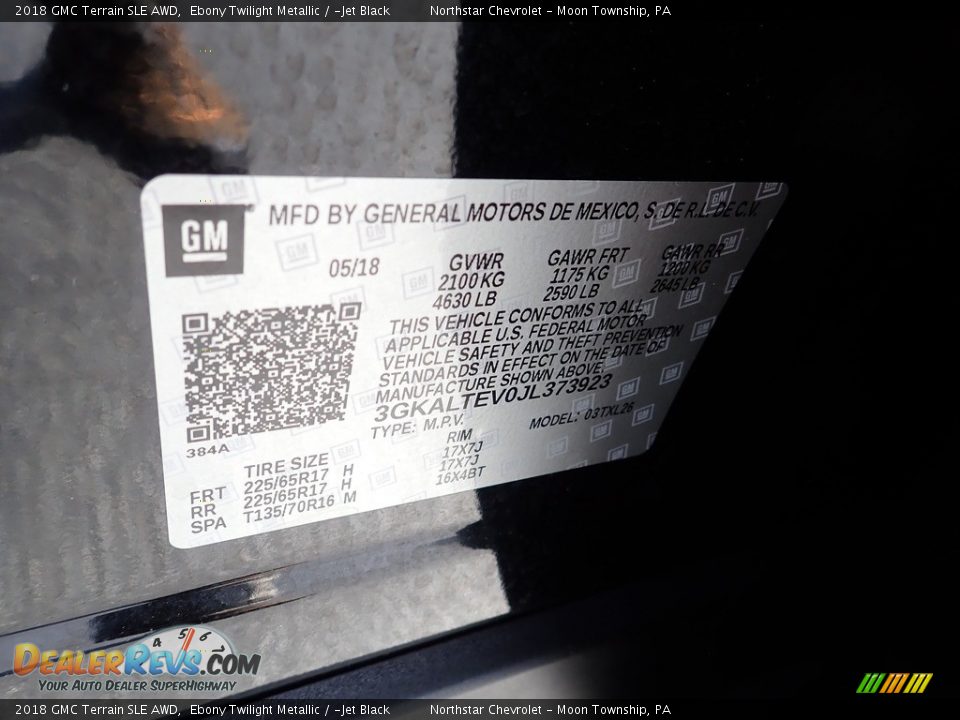 2018 GMC Terrain SLE AWD, Ebony Twilight Metallic / -Jet Black Northstar Chevrolet - Moon Township, PA
GM MFD BY GENERAL MOTORS DE MEXICO, S. DE R.L. DE C.V.
05/18 GVWR GAWR FRT GAWR RR
2100 KG 1175 KG 1200 KG
4630 LB 2590 LB 2645 LB
THIS VEHICLE CONFORMS TO ALL
APPLICABLE U.S. FEDERAL MOTOR
VEHICLE SAFETY AND THEFT PREVENTION
STANDARDS IN EFFECT ON THE DATE OF
MANUFACTURE SHOWN ABOVE.
3GKALTEV0JL373923
384A TYPE: M.P.V. MODEL: 03TXL26
TIRE SIZE RIM
FRT 225/65R17 H 17X7J
RR 225/65R17 H 17X7J
SPA T135/70R16 M 16X4BT
4 5 6
DealerRevs.com
Your Auto Dealer SuperHighway
2018 GMC Terrain SLE AWD, Ebony Twilight Metallic / -Jet Black Northstar Chevrolet - Moon Township, PA